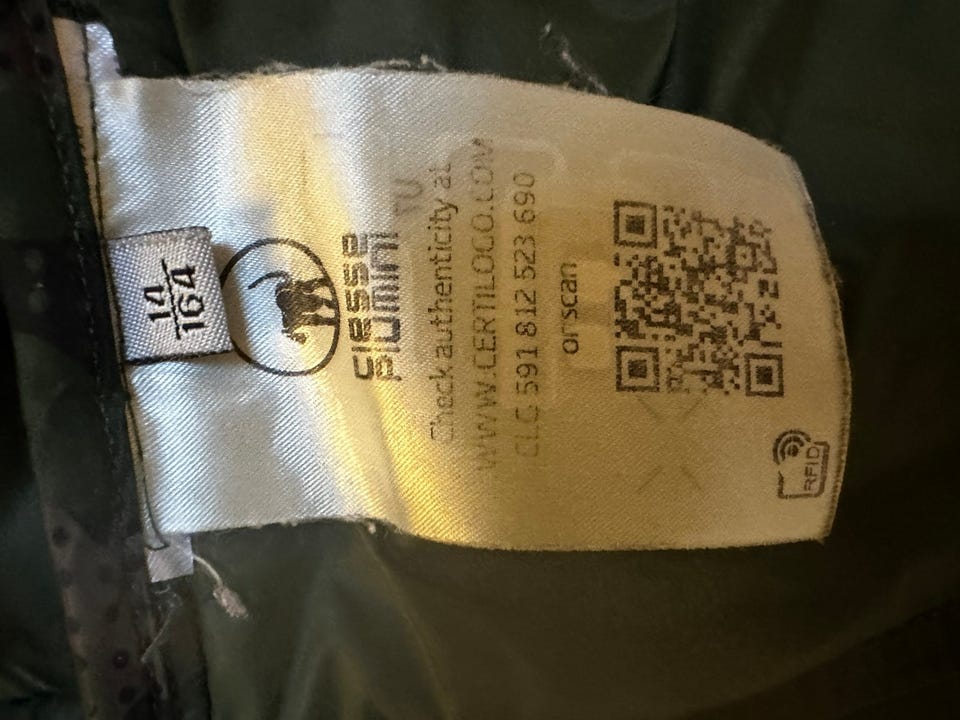 14
164
ciesse
piumini
Check authenticity at
WWW.CERTILOGO.COM
CLG 591 812 523 690
or scan
RFID